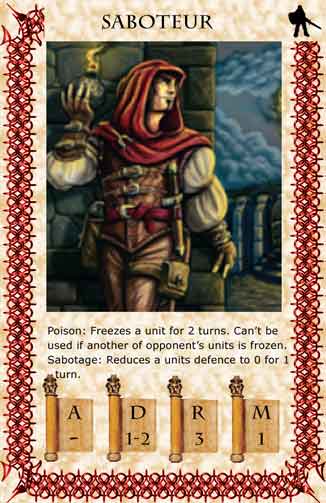 SABOTEUR
Poison: Freezes a unit for 2 turns. Can't be
used if another of opponent's units is frozen.
Sabotage: Reduces a units defence to 0 for 1
turn.
A D R M
- 1-2 3 1